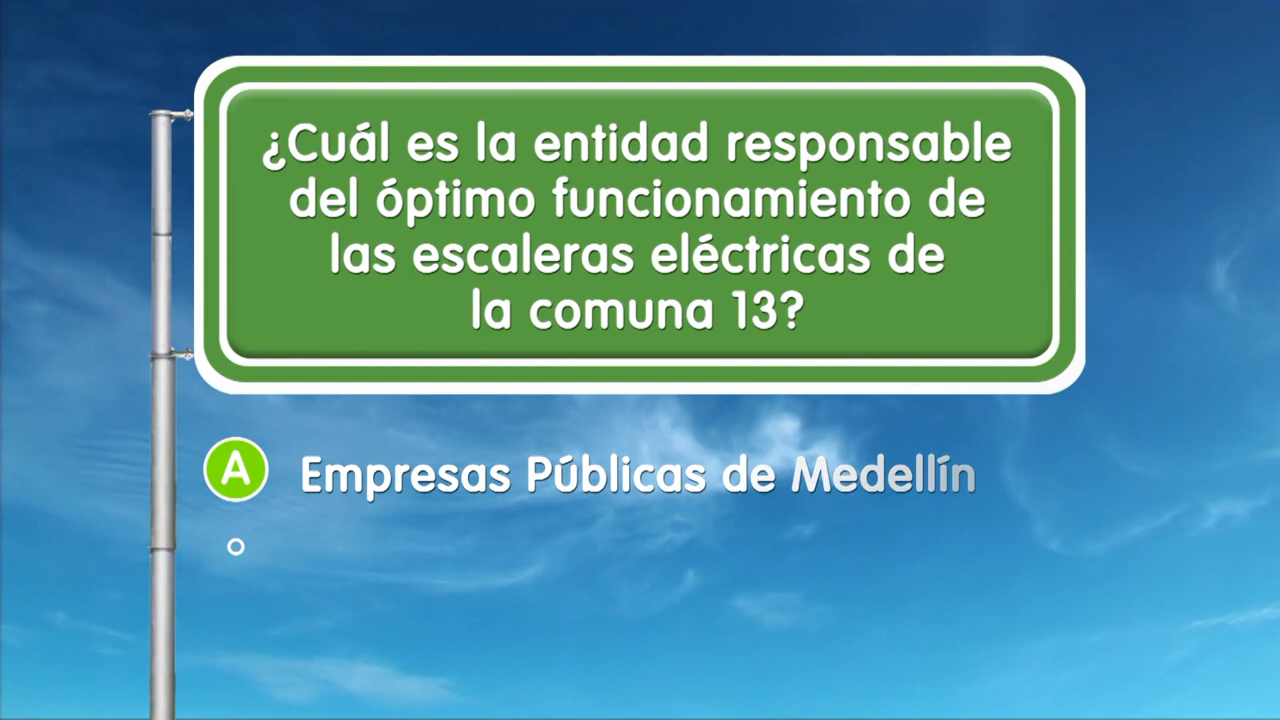 ¿Cuál es la entidad responsable
del óptimo funcionamiento de
las escaleras eléctricas de
la comuna 13?
A Empresas Públicas de Medellín